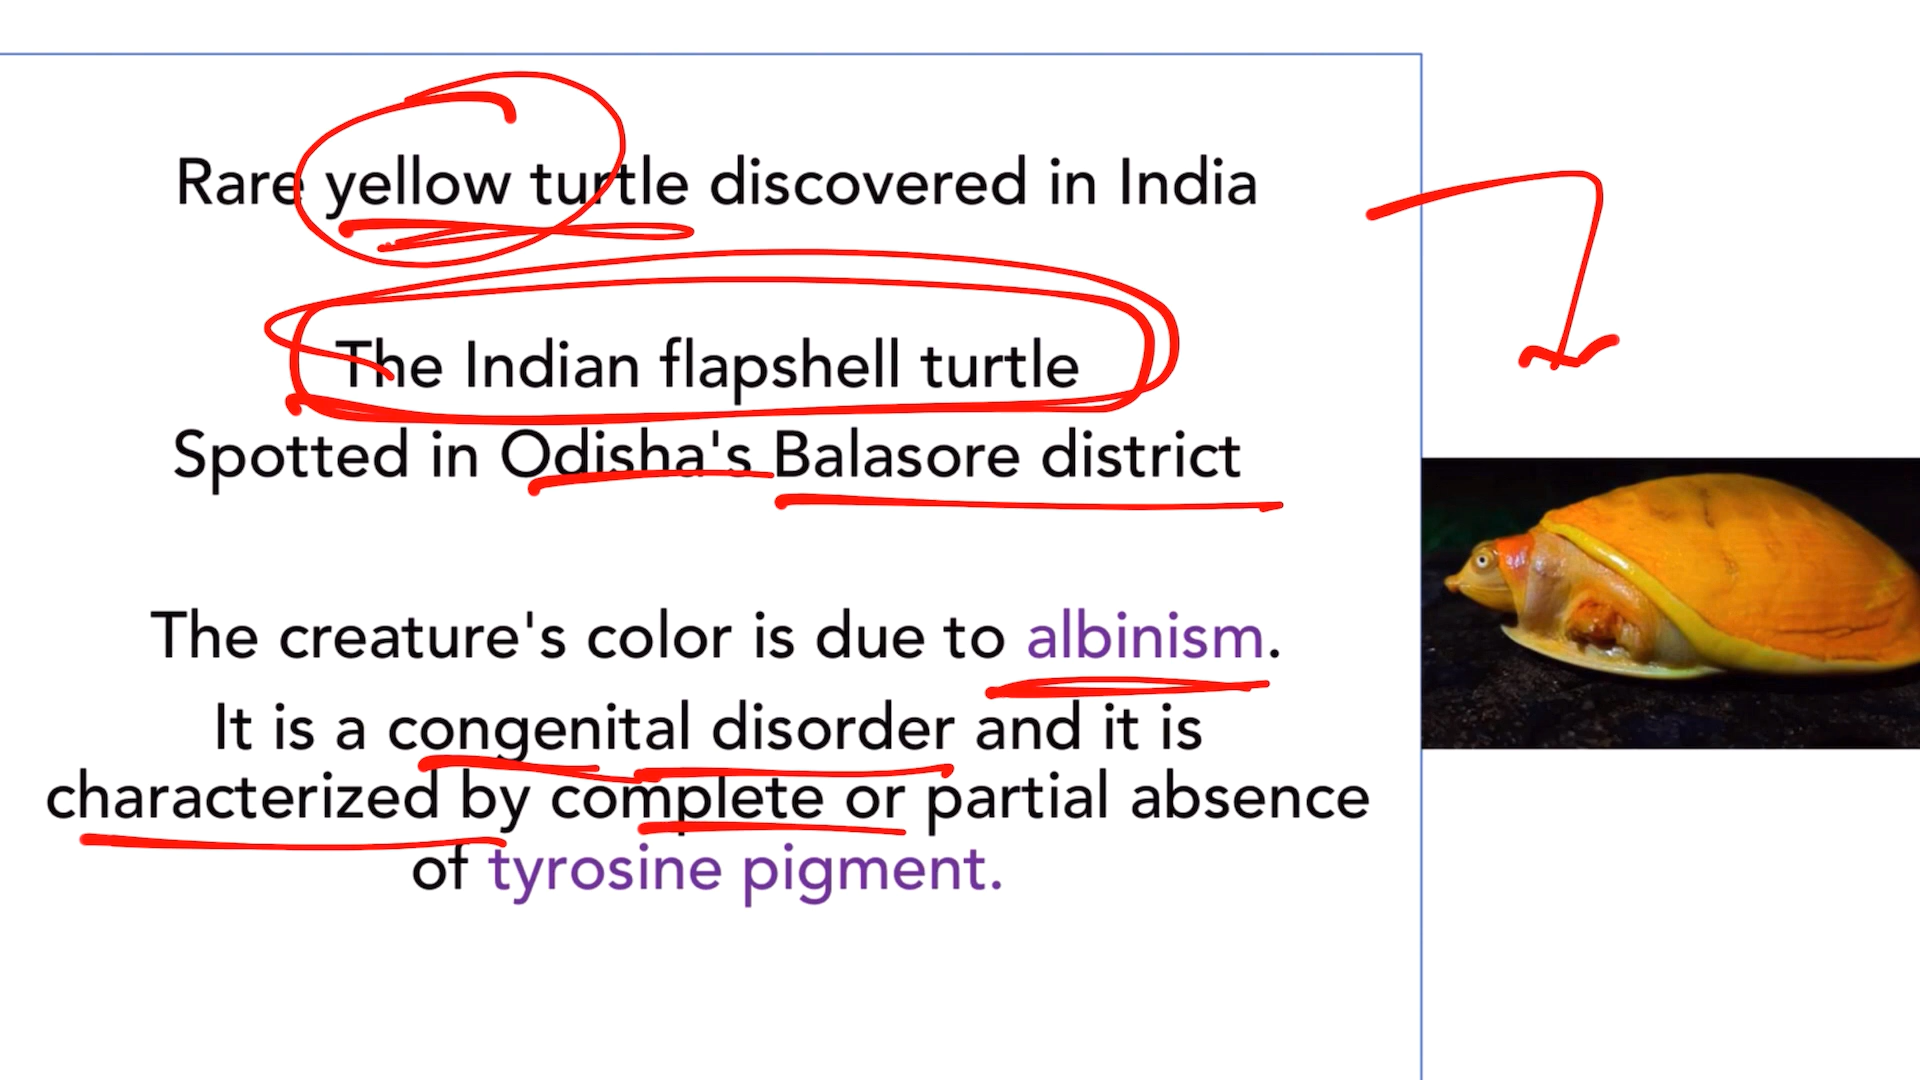 Rare yellow turtle discovered in India
The Indian flapshell turtle
Spotted in Odisha's Balasore district
The creature's color is due to albinism.
It is a congenital disorder and it is
characterized by complete or partial absence
of tyrosine pigment.